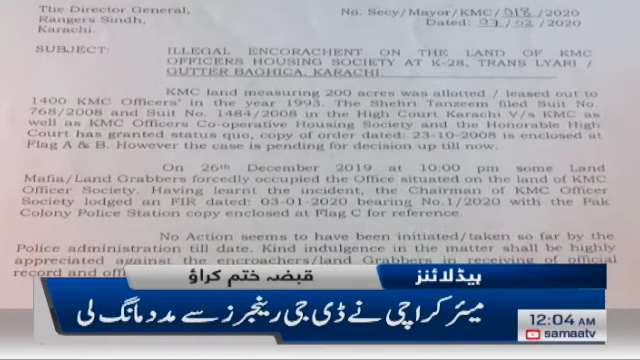 The Director General,
Rangers Sindh,
Karachi.
No. Secy/Mayor/KMC/018/2020
Dated: 07/02/2020
SUBJECT: ILLEGAL ENCORACHMENT ON THE LAND OF KMC
OFFICERS HOUSING SOCIETY AT K-28, TRANS LYARI /
GUTTER BAGHICA, KARACHI.
KMC land measuring 200 acres was allotted / leased out to
1400 KMC Officers' in the year 1993. The Shehri Tanzeem filed Suit No.
768/2008 and Suit No. 1484/2008 in the High Court Karachi V/s KMC as
well as KMC Officers Co-operative Housing Society and the Honorable High
Court has granted status quo, copy of order dated: 23-10-2008 is enclosed at
Flag A & B. However the case is pending for decision up till now.
On 26th December 2019 at 10:00 pm some Land
Mafia/Land Grabbers forcedly occupied the Office situated on the land of KMC
Officer Society. Having learnt the incident, the Chairman of KMC Officer
Society lodged an FIR dated: 03-01-2020 bearing No.1/2020 with the Pak
Colony Police Station copy enclosed at Flag C for reference.
No Action seems to have been initiated/taken so far by the
Police administration till date. Kind indulgence in the matter shall be highly
appreciated against the encroachers/land Grabbers in receiving of official
record and
ہیڈلائنز
قبضہ ختم کراؤ
میئر کراچی نے ڈی جی رینجرز سے مدد مانگ لی
12:04 AM
samaatv